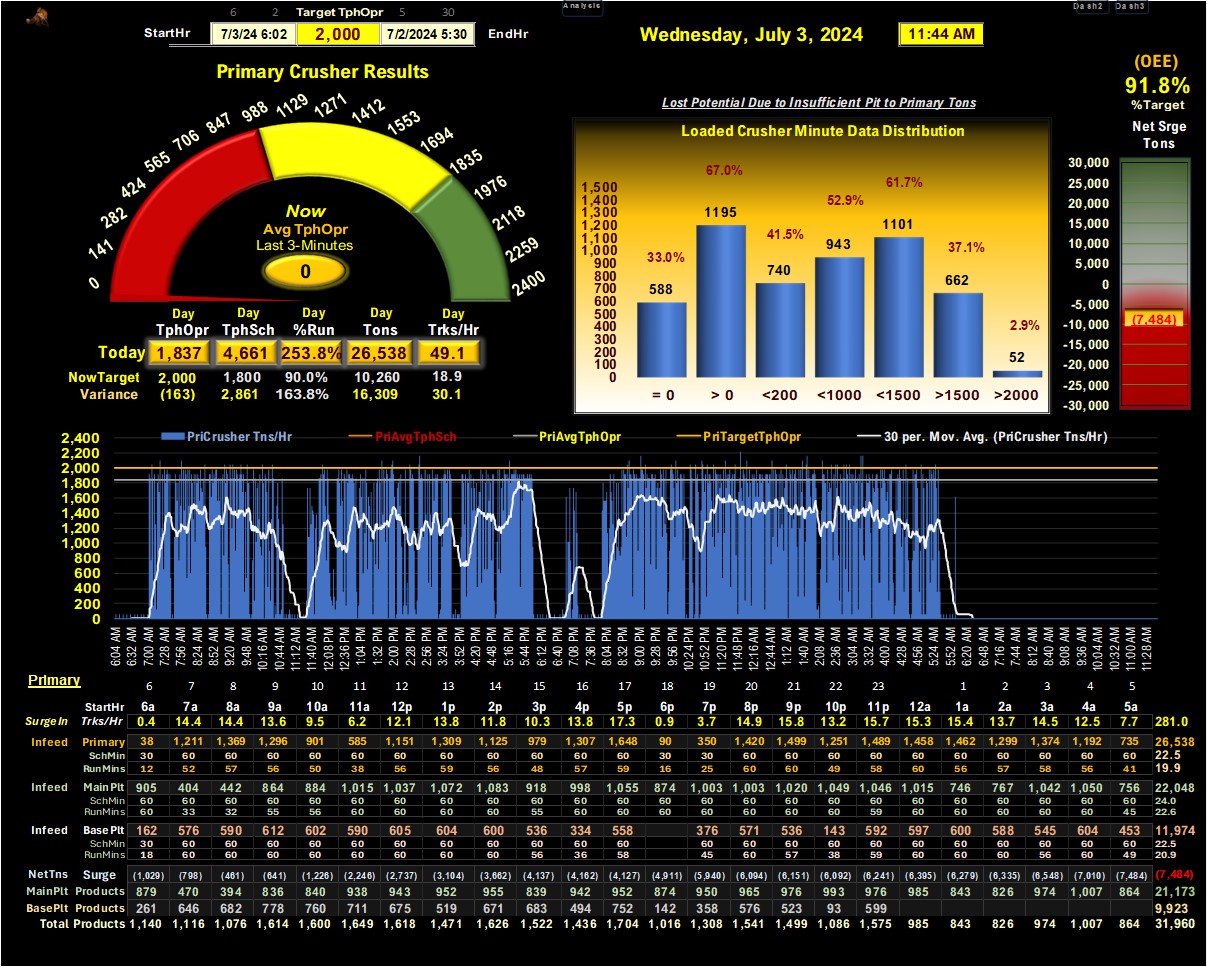 6 2 Target TphOpr 5 30
Analysis
Dash2 Dash3
StartHr 7/3/24 6:02 2,000 7/2/2024 5:30 EndHr
Wednesday, July 3, 2024
11:44 AM
(OEE)
91.8%
%Target
Net Srge
Tons
30,000
25,000
20,000
15,000
10,000
5,000
0
-5,000
(7,484)
-10,000
-15,000
-20,000
-25,000
-30,000
Primary Crusher Results
0 141 282 424 565 706 847 988 1129 1271 1412 1553 1694 1835 1976 2118 2259 2400
Now
Avg TphOpr
Last 3-Minutes
0
Day Day Day Day Day
TphOpr TphSch %Run Tons Trks/Hr
Today 1,837 4,661 253.8% 26,538 49.1
NowTarget 2,000 1,800 90.0% 10,260 18.9
Variance (163) 2,861 163.8% 16,309 30.1
Lost Potential Due to Insufficient Pit to Primary Tons
Loaded Crusher Minute Data Distribution
1,500
1,400
1,300
1,200
1,100
1,000
900
800
700
600
500
400
300
200
100
0
33.0% 67.0% 41.5% 52.9% 61.7% 37.1% 2.9%
588 1195 740 943 1101 662 52
= 0 > 0 <200 <1000 <1500 >1500 >2000
PriCrusher Tns/Hr PriAvgTphSch PriAvgTphOpr PriTargetTphOpr 30 per. Mov. Avg. (PriCrusher Tns/Hr)
2,400
2,200
2,000
1,800
1,600
1,400
1,200
1,000
800
600
400
200
0
6:04 AM 6:32 AM 7:00 AM 7:28 AM 7:56 AM 8:24 AM 8:52 AM 9:20 AM 9:48 AM 10:16 AM 10:44 AM 11:12 AM 11:40 AM 12:08 PM 12:36 PM 1:04 PM 1:32 PM 2:00 PM 2:28 PM 2:56 PM 3:24 PM 3:52 PM 4:20 PM 4:48 PM 5:16 PM 5:44 PM 6:12 PM 6:40 PM 7:08 PM 7:36 PM 8:04 PM 8:32 PM 9:00 PM 9:28 PM 9:56 PM 10:24 PM 10:52 PM 11:20 PM 11:48 PM 12:16 AM 12:44 AM 1:12 AM 1:40 AM 2:08 AM 2:36 AM 3:04 AM 3:32 AM 4:00 AM 4:28 AM 4:56 AM 5:24 AM 5:52 AM 6:20 AM 6:48 AM 7:16 AM 7:44 AM 8:12 AM 8:40 AM 9:08 AM 9:36 AM 10:04 AM 10:32 AM 11:00 AM 11:28 AM
Primary
6 7 8 9 10 11 12 13 14 15 16 17 18 19 20 21 22 23 1 2 3 4 5
StartHr 6a 7a 8a 9a 10a 11a 12p 1p 2p 3p 4p 5p 6p 7p 8p 9p 10p 11p 12a 1a 2a 3a 4a 5a
SurgeIn Trks/Hr 0.4 14.4 14.4 13.6 9.5 6.2 12.1 13.8 11.8 10.3 13.8 17.3 0.9 3.7 14.9 15.8 13.2 15.7 15.3 15.4 13.7 14.5 12.5 7.7 281.0
Infeed Primary 38 1,211 1,369 1,296 901 585 1,151 1,309 1,125 979 1,307 1,648 90 350 1,420 1,499 1,251 1,489 1,458 1,462 1,299 1,374 1,192 735 26,538
SchMin 30 60 60 60 60 60 60 60 60 60 60 60 30 30 60 60 60 60 60 60 60 60 60 60 22.5
RunMins 12 52 57 56 50 38 56 59 56 48 57 59 16 25 60 60 49 58 60 56 57 58 56 41 19.9
Infeed MainPlt 905 404 442 864 884 1,015 1,037 1,072 1,083 918 998 1,055 874 1,003 1,003 1,020 1,049 1,046 1,015 746 767 1,042 1,050 756 22,048
SchMin 60 60 60 60 60 60 60 60 60 60 60 60 60 60 60 60 60 60 60 60 60 60 60 60 24.0
RunMins 60 33 32 55 56 60 60 60 60 55 60 60 60 60 60 60 60 59 60 60 60 60 60 45 22.6
Infeed BasePlt 162 576 590 612 602 590 605 604 600 536 334 558 376 571 536 143 592 597 600 588 545 604 453 11,974
SchMin 30 60 60 60 60 60 60 60 60 60 60 60 60 60 60 60 60 60 60 60 60 60 60 22.5
RunMins 18 60 60 60 60 60 60 60 60 56 36 58 45 60 57 38 59 60 60 60 56 60 49 20.9
NetTns Surge (1,029) (798) (461) (641) (1,226) (2,246) (2,737) (3,104) (3,662) (4,137) (4,162) (4,127) (4,911) (5,940) (6,094) (6,151) (6,092) (6,241) (6,395) (6,279) (6,335) (6,548) (7,010) (7,484) (7,484)
MainPlt Products 879 470 394 836 840 938 943 952 955 839 942 952 874 950 965 976 993 976 985 843 826 974 1,007 864 21,173
BasePlt Products 261 646 682 778 760 711 675 519 671 683 494 752 142 358 576 523 93 599 9,923
Total Products 1,140 1,116 1,076 1,614 1,600 1,649 1,618 1,471 1,626 1,522 1,436 1,704 1,016 1,308 1,541 1,499 1,086 1,575 985 843 826 974 1,007 864 31,960